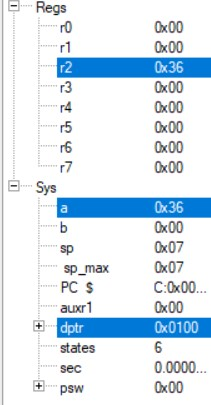 Regs
r0 0x00
r1 0x00
r2 0x36
r3 0x00
r4 0x00
r5 0x00
r6 0x00
r7 0x00
Sys
a 0x36
b 0x00
sp 0x07
sp_max 0x07
PC $ C:0x00...
auxr1 0x00
dptr 0x0100
states 6
sec 0.0000...
psw 0x00